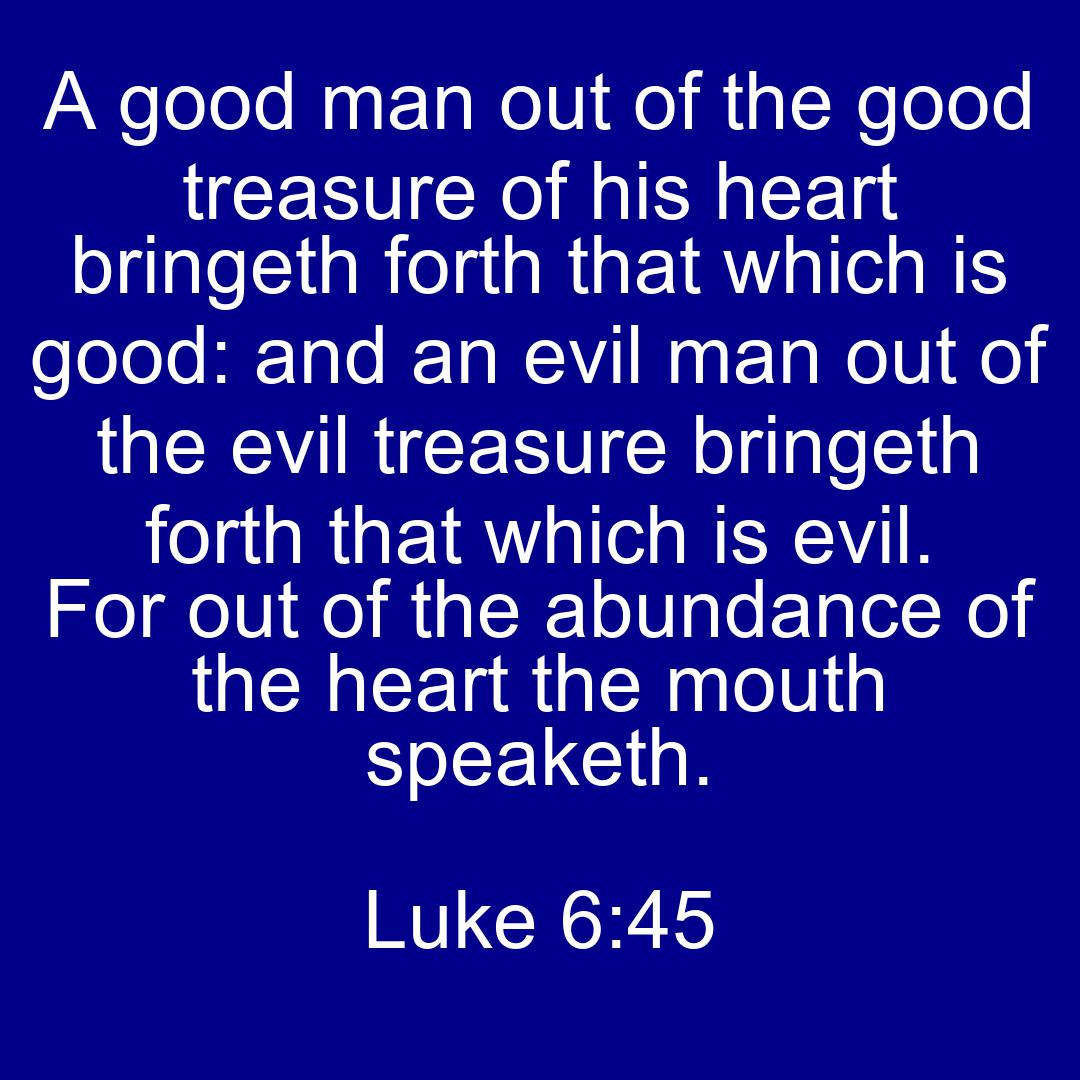 A good man out of the good
treasure of his heart
bringeth forth that which is
good: and an evil man out of
the evil treasure bringeth
forth that which is evil.
For out of the abundance of
the heart the mouth
speaketh.
Luke 6:45